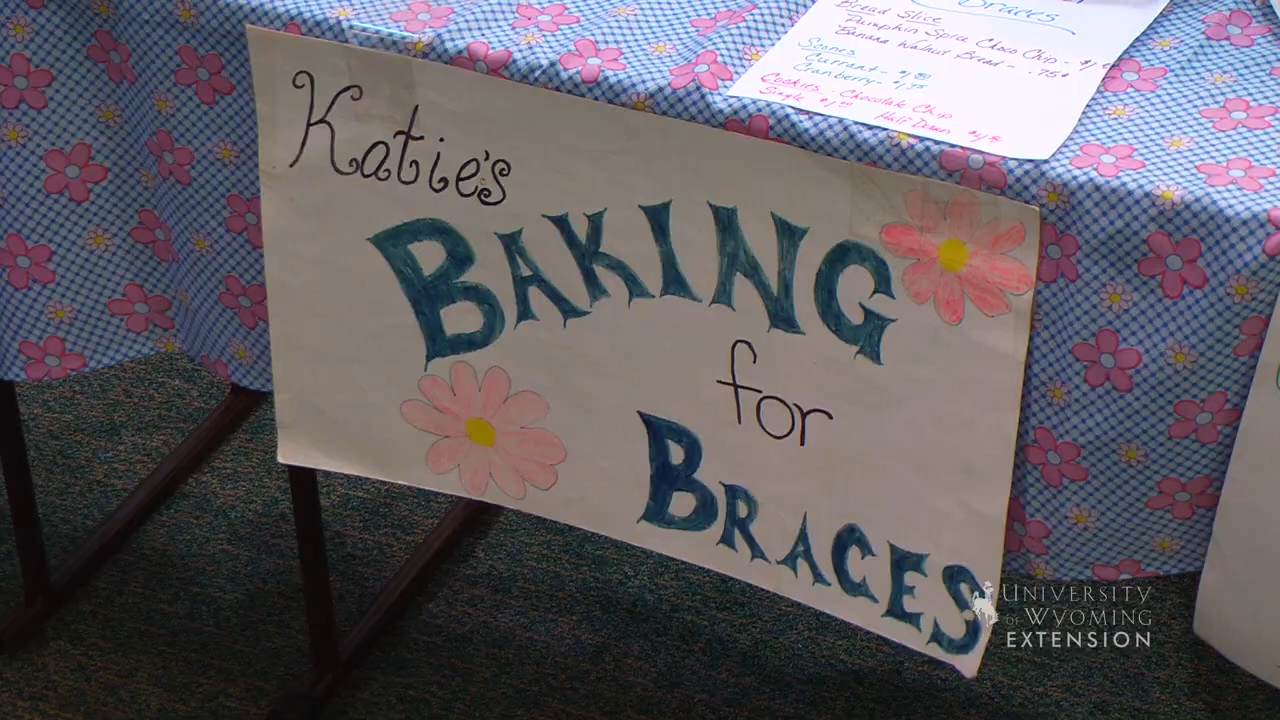 Braces
Bread Slice
Pumpkin Spice Choco Chip -
Banana Walnut Bread - .75¢
Scones
Currant -
Cranberry -
Cookies - Chocolate Chip
Single
Half Dozen
Katie's
BAKING
for
BRACES
UNIVERSITY
OF WYOMING
EXTENSION